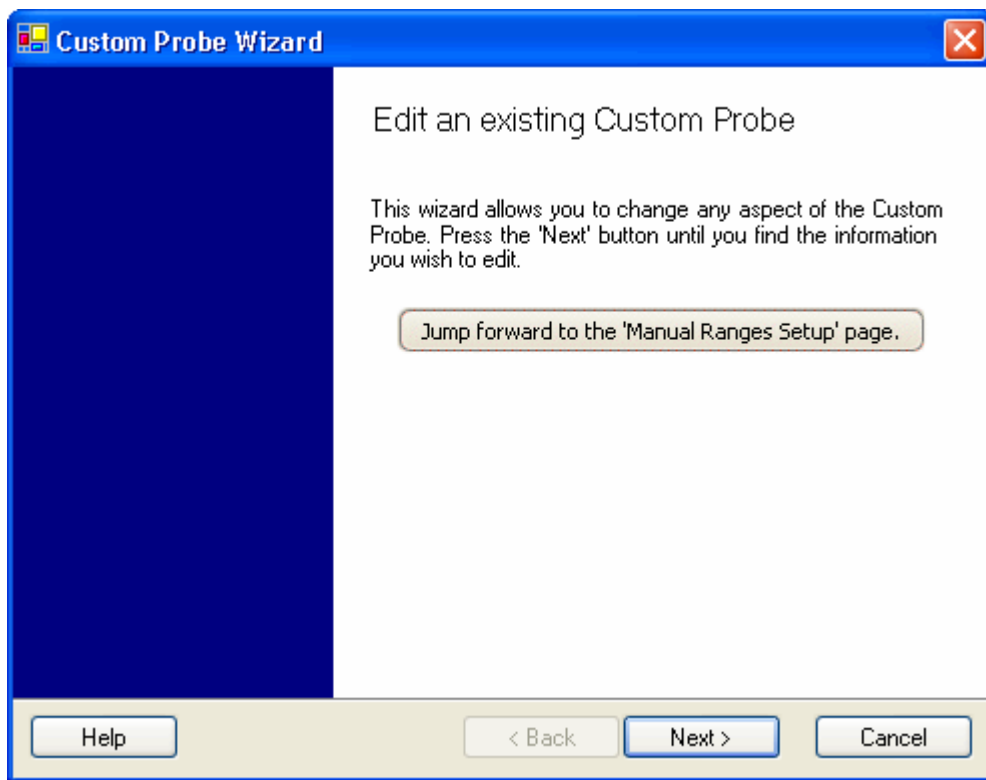 Custom Probe Wizard
Edit an existing Custom Probe
This wizard allows you to change any aspect of the Custom
Probe. Press the 'Next' button until you find the information
you wish to edit.
Jump forward to the 'Manual Ranges Setup' page.
Help
< Back
Next >
Cancel